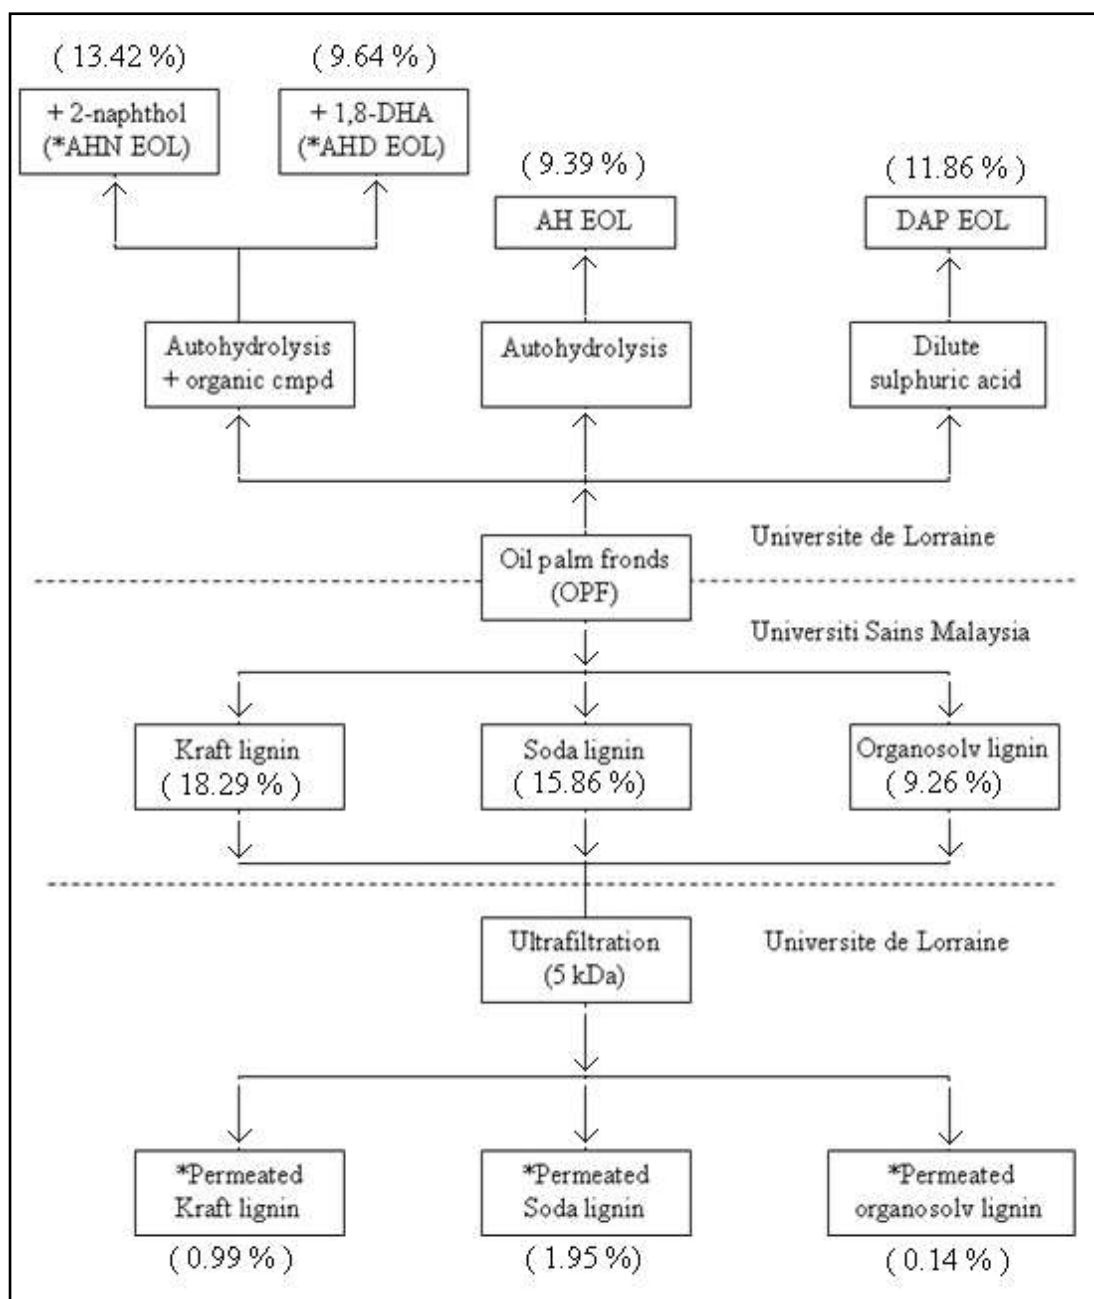 ( 13.42 %)
( 9.64 % )
+ 2-naphthol
(*AHN EOL)
+ 1,8-DHA
(*AHD EOL)
( 9.39 % )
( 11.86 % )
AH EOL
DAP EOL
Autohydrolysis
+ organic cmpd
Autohydrolysis
Dilute
sulphuric acid
Universite de Lorraine
Oil palm fronds
(OPF)
Universiti Sains Malaysia
Kraft lignin
( 18.29 % )
Soda lignin
( 15.86 %)
Organosolv lignin
( 9.26 %)
Ultrafiltration
(5 kDa)
Universite de Lorraine
*Permeated
Kraft lignin
*Permeated
Soda lignin
*Permeated
organosolv lignin
( 0.99 % )
( 1.95 %)
( 0.14 % )